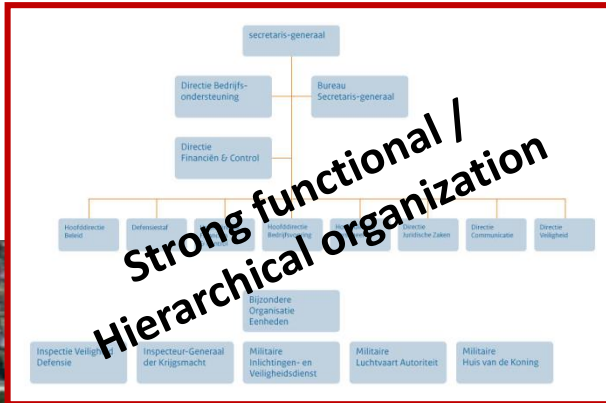 secretaris-generaal
Directie Bedrijfs-
ondersteuning
Bureau
Secretaris-generaal
Directie
Financiën & Control
Strong functional /
Hierarchical organization
Hoofddirectie
Beleid
Defensiestaf
Hoofddirectie
Bedrijfsvoering
Directie
Juridische Zaken
Directie
Communicatie
Directie
Veiligheid
Bijzondere
Organisatie
Eenheden
Inspectie
Defensie
Inspecteur-Generaal
der Krijgsmacht
Militaire
Inlichtingen- en
Veiligheidsdienst
Militaire
Luchtvaart Autoriteit
Militaire
Huis van de Koning